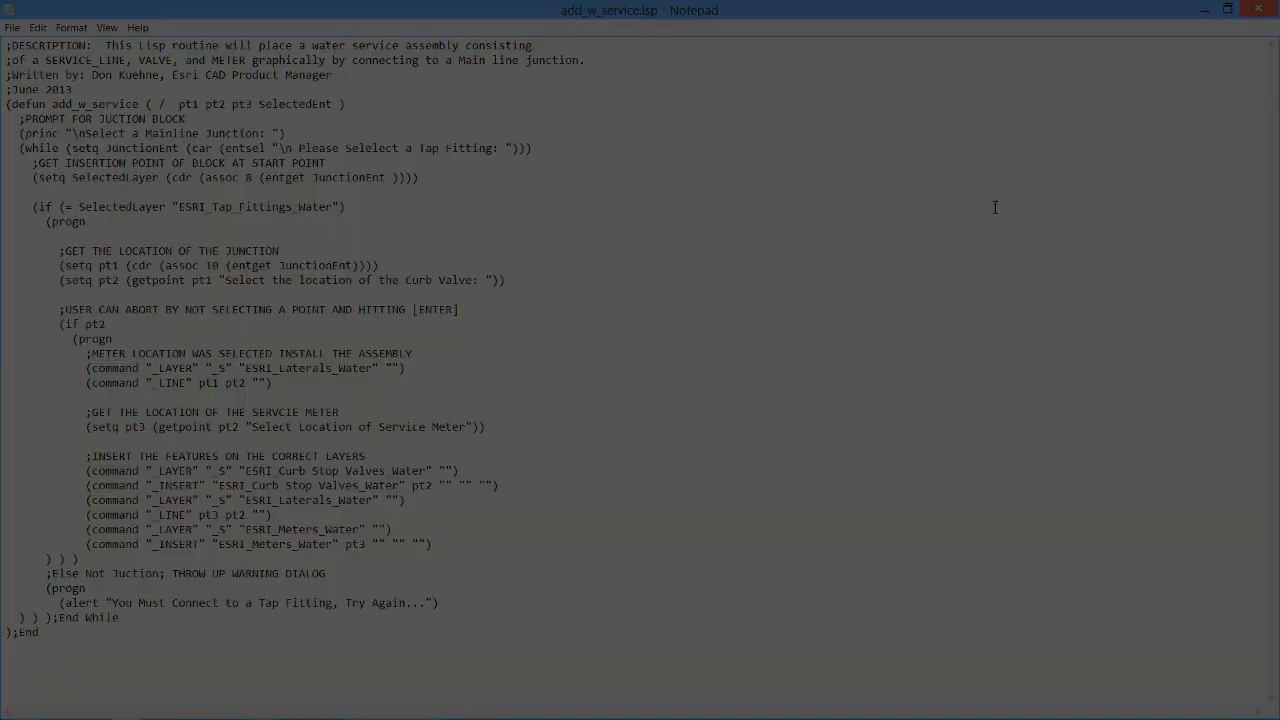 add_w_service.lsp - Notepad
File Edit Format View Help
;DESCRIPTION:  This Lisp routine will place a water service assembly consisting
;of a SERVICE_LINE, VALVE, and METER graphically by connecting to a Main line junction.
;Written by: Don Kuehne, Esri CAD Product Manager
;June 2013
(defun add_w_service ( /  pt1 pt2 pt3 SelectedEnt )
  ;PROMPT FOR JUCTION BLOCK
  (princ "\nSelect a Mainline Junction: ")
  (while (setq JunctionEnt (car (entsel "\n Please Selelect a Tap Fitting: ")))
    ;GET INSERTION POINT OF BLOCK AT START POINT
    (setq SelectedLayer (cdr (assoc 8 (entget JunctionEnt ))))
    (if (= SelectedLayer "ESRI_Tap_Fittings_Water")
      (progn
        ;GET THE LOCATION OF THE JUNCTION
        (setq pt1 (cdr (assoc 10 (entget JunctionEnt))))
        (setq pt2 (getpoint pt1 "Select the location of the Curb Valve: "))
        ;USER CAN ABORT BY NOT SELECTING A POINT AND HITTING [ENTER]
        (if pt2
          (progn
            ;METER LOCATION WAS SELECTED INSTALL THE ASSEMBLY
            (command "_LAYER" "_S" "ESRI_Laterals_Water" "")
            (command "_LINE" pt1 pt2 "")
            ;GET THE LOCATION OF THE SERVCIE METER
            (setq pt3 (getpoint pt2 "Select Location of Service Meter"))
            ;INSERT THE FEATURES ON THE CORRECT LAYERS
            (command "_LAYER" "_S" "ESRI_Curb Stop Valves_Water" "")
            (command "_INSERT" "ESRI_Curb Stop Valves_Water" pt2 "" "" "")
            (command "_LAYER" "_S" "ESRI_Laterals_Water" "")
            (command "_LINE" pt3 pt2 "")
            (command "_LAYER" "_S" "ESRI_Meters_Water" "")
            (command "_INSERT" "ESRI_Meters_Water" pt3 "" "" "")
      ) ) )
      ;Else Not Juction; THROW UP WARNING DIALOG
      (progn
        (alert "You Must Connect to a Tap Fitting, Try Again...")
  ) ) );End While
);End